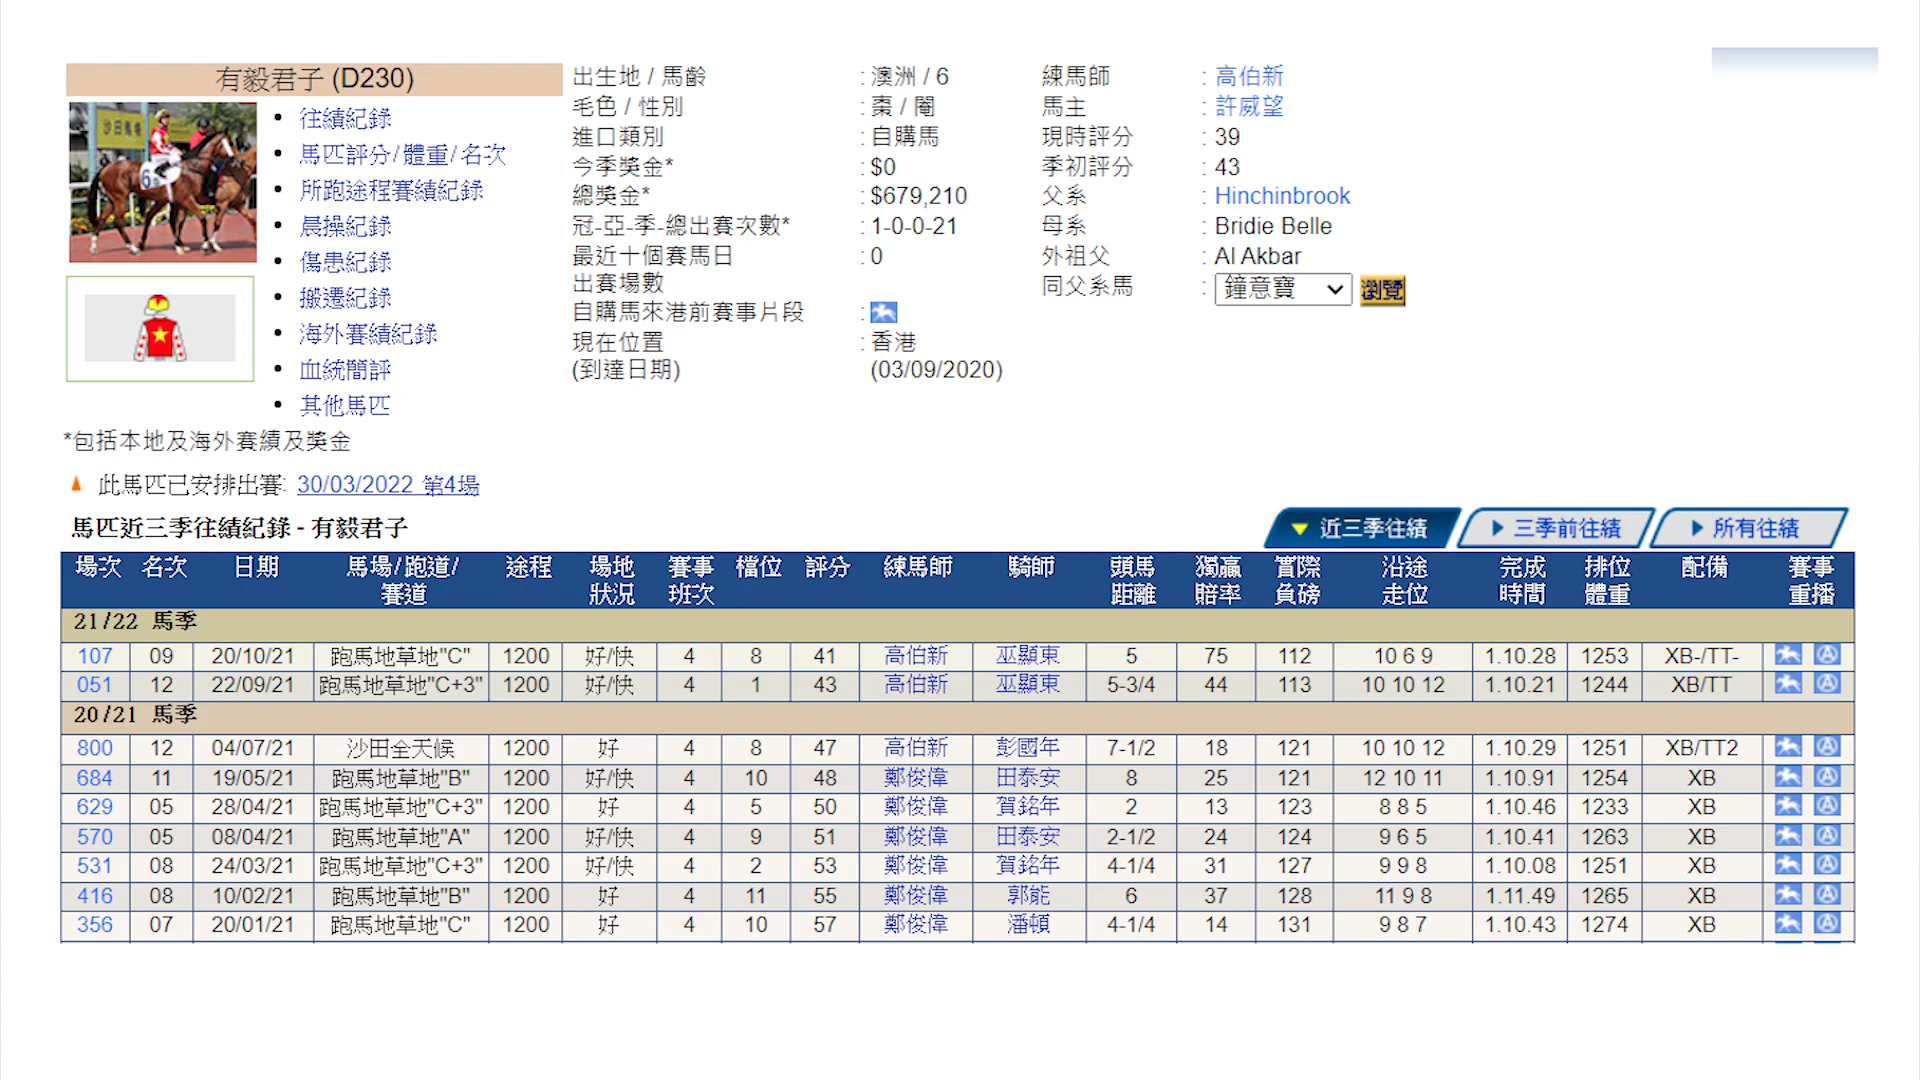 有毅君子 (D230)
往績紀錄
馬匹評分/體重/名次
所跑途程賽績紀錄
晨操紀錄
傷患紀錄
搬遷紀錄
海外賽績紀錄
血統簡評
其他馬匹
沙田馬場
6
出生地 / 馬齡 : 澳洲 / 6
毛色 / 性別 : 棗 / 閹
進口類別 : 自購馬
今季獎金* : $0
總獎金* : $679,210
冠-亞-季-總出賽次數* : 1-0-0-21
最近十個賽馬日 : 0
出賽場數
自購馬來港前賽事片段 :
現在位置 : 香港
(到達日期) (03/09/2020)
練馬師 : 高伯新
馬主 : 許威望
現時評分 : 39
季初評分 : 43
父系 : Hinchinbrook
母系 : Bridie Belle
外祖父 : Al Akbar
同父系馬 : 鐘意寶 瀏覽
*包括本地及海外賽績及獎金
此馬匹已安排出賽: 30/03/2022 第4場
馬匹近三季往績紀錄 - 有毅君子
近三季往績 三季前往績 所有往績
場次 名次 日期 馬場/跑道/賽道 途程 場地狀況 賽事班次 檔位 評分 練馬師 騎師 頭馬距離 獨贏賠率 實際負磅 沿途走位 完成時間 排位體重 配備 賽事重播
21/22 馬季
107 09 20/10/21 跑馬地草地"C" 1200 好/快 4 8 41 高伯新 巫顯東 5 75 112 10 6 9 1.10.28 1253 XB-/TT-
051 12 22/09/21 跑馬地草地"C+3" 1200 好/快 4 1 43 高伯新 巫顯東 5-3/4 44 113 10 10 12 1.10.21 1244 XB/TT
20/21 馬季
800 12 04/07/21 沙田全天候 1200 好 4 8 47 高伯新 彭國年 7-1/2 18 121 10 10 12 1.10.29 1251 XB/TT2
684 11 19/05/21 跑馬地草地"B" 1200 好/快 4 10 48 鄭俊偉 田泰安 8 25 121 12 10 11 1.10.91 1254 XB
629 05 28/04/21 跑馬地草地"C+3" 1200 好 4 5 50 鄭俊偉 賀銘年 2 13 123 8 8 5 1.10.46 1233 XB
570 05 08/04/21 跑馬地草地"A" 1200 好/快 4 9 51 鄭俊偉 田泰安 2-1/2 24 124 9 6 5 1.10.41 1263 XB
531 08 24/03/21 跑馬地草地"C+3" 1200 好/快 4 2 53 鄭俊偉 賀銘年 4-1/4 31 127 9 9 8 1.10.08 1251 XB
416 08 10/02/21 跑馬地草地"B" 1200 好 4 11 55 鄭俊偉 郭能 6 37 128 11 9 8 1.11.49 1265 XB
356 07 20/01/21 跑馬地草地"C" 1200 好 4 10 57 鄭俊偉 潘頓 4-1/4 14 131 9 8 7 1.10.43 1274 XB